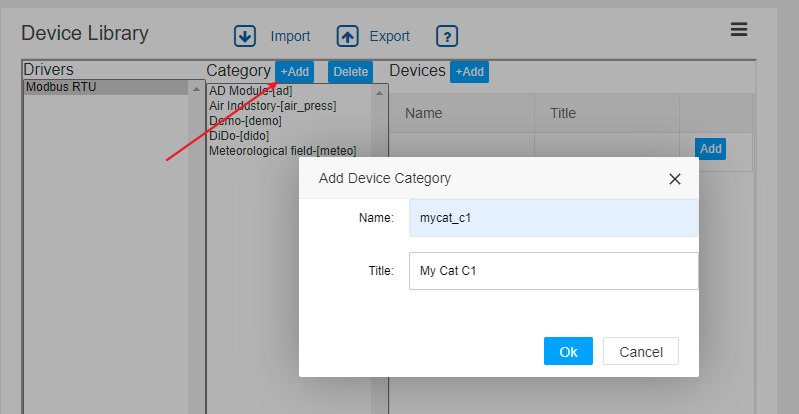 Device Library Import Export ?
Drivers Category +Add Delete Devices +Add
Modbus RTU
AD Module-[ad]
Air Industory-[air_press]
Demo-[demo]
DiDo-[dido]
Meteorological field-[meteo]
Name Title
Add
Add Device Category
Name: mycat_c1
Title: My Cat C1
Ok Cancel